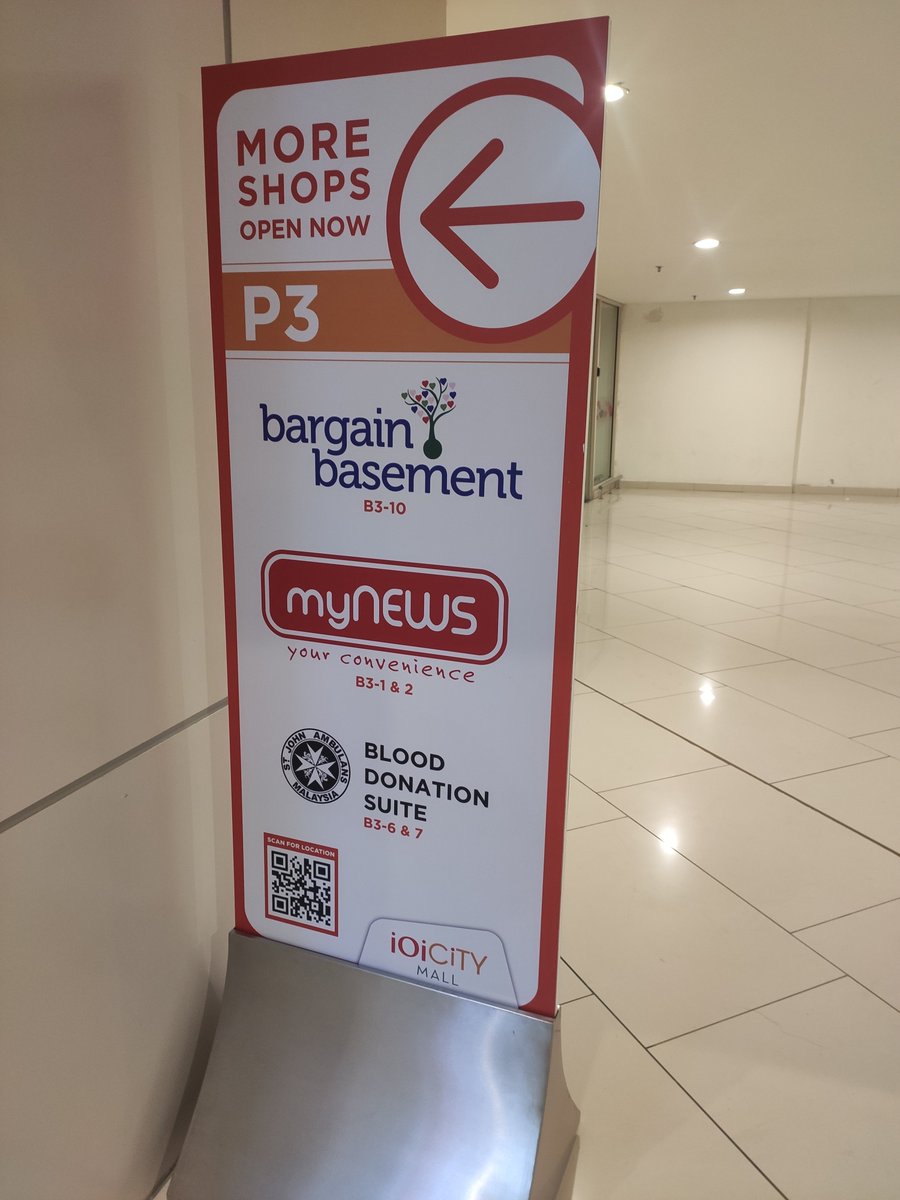 MORE
SHOPS
OPEN NOW
P3
bargain
basement
B3-10
myNEWS
your convenience
B3-1 & 2
ST JOHN AMBULANS
MALAYSIA
BLOOD
DONATION
SUITE
B3-6 & 7
SCAN FOR LOCATION
iOiCiTY
MALL